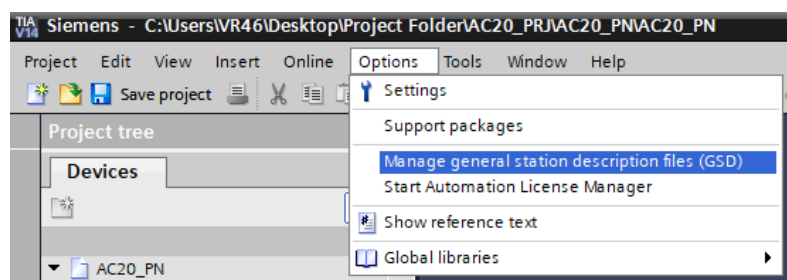 TIA V14 Siemens - C:\Users\VR46\Desktop\Project Folder\AC20_PRJ\AC20_PN\AC20_PN
Project Edit View Insert Online Options Tools Window Help
Save project
Settings
Support packages
Manage general station description files (GSD)
Start Automation License Manager
Show reference text
Global libraries
Project tree
Devices
AC20_PN